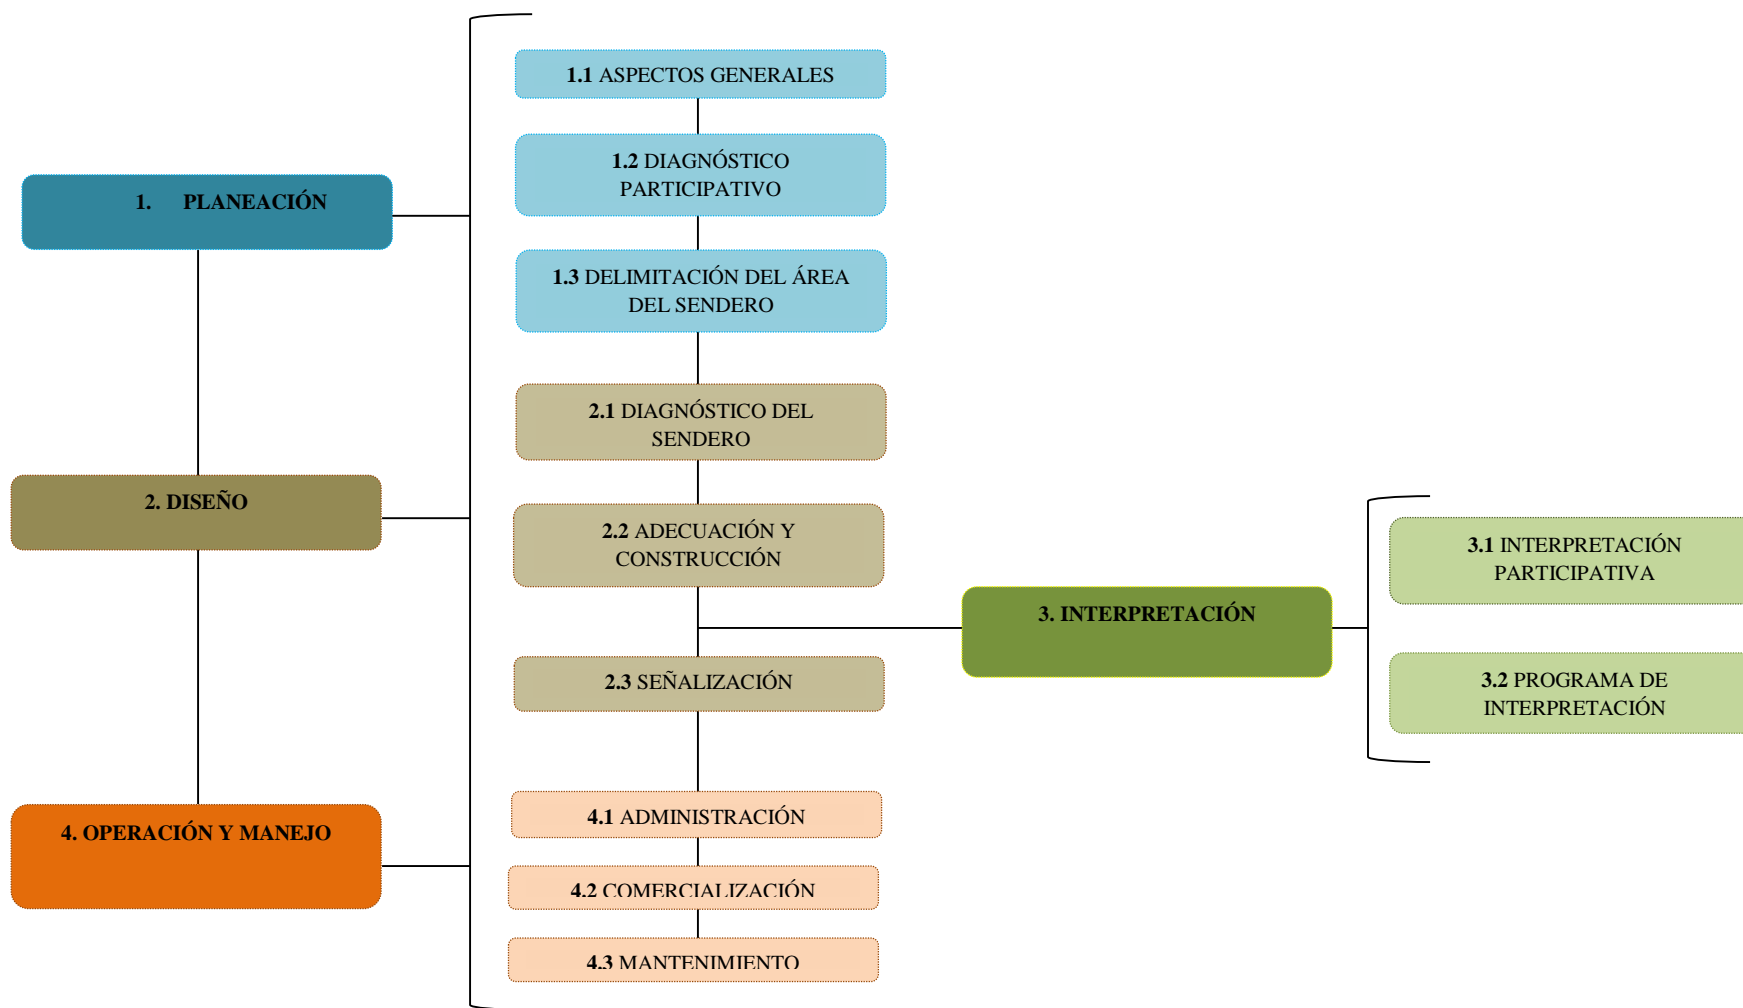 1.1 ASPECTOS GENERALES
1.2 DIAGNÓSTICO
PARTICIPATIVO
1. PLANEACIÓN
1.3 DELIMITACIÓN DEL ÁREA
DEL SENDERO
2.1 DIAGNÓSTICO DEL
SENDERO
2. DISEÑO
2.2 ADECUACIÓN Y
CONSTRUCCIÓN
3. INTERPRETACIÓN
3.1 INTERPRETACIÓN
PARTICIPATIVA
3.2 PROGRAMA DE
INTERPRETACIÓN
2.3 SEÑALIZACIÓN
4. OPERACIÓN Y MANEJO
4.1 ADMINISTRACIÓN
4.2 COMERCIALIZACIÓN
4.3 MANTENIMIENTO